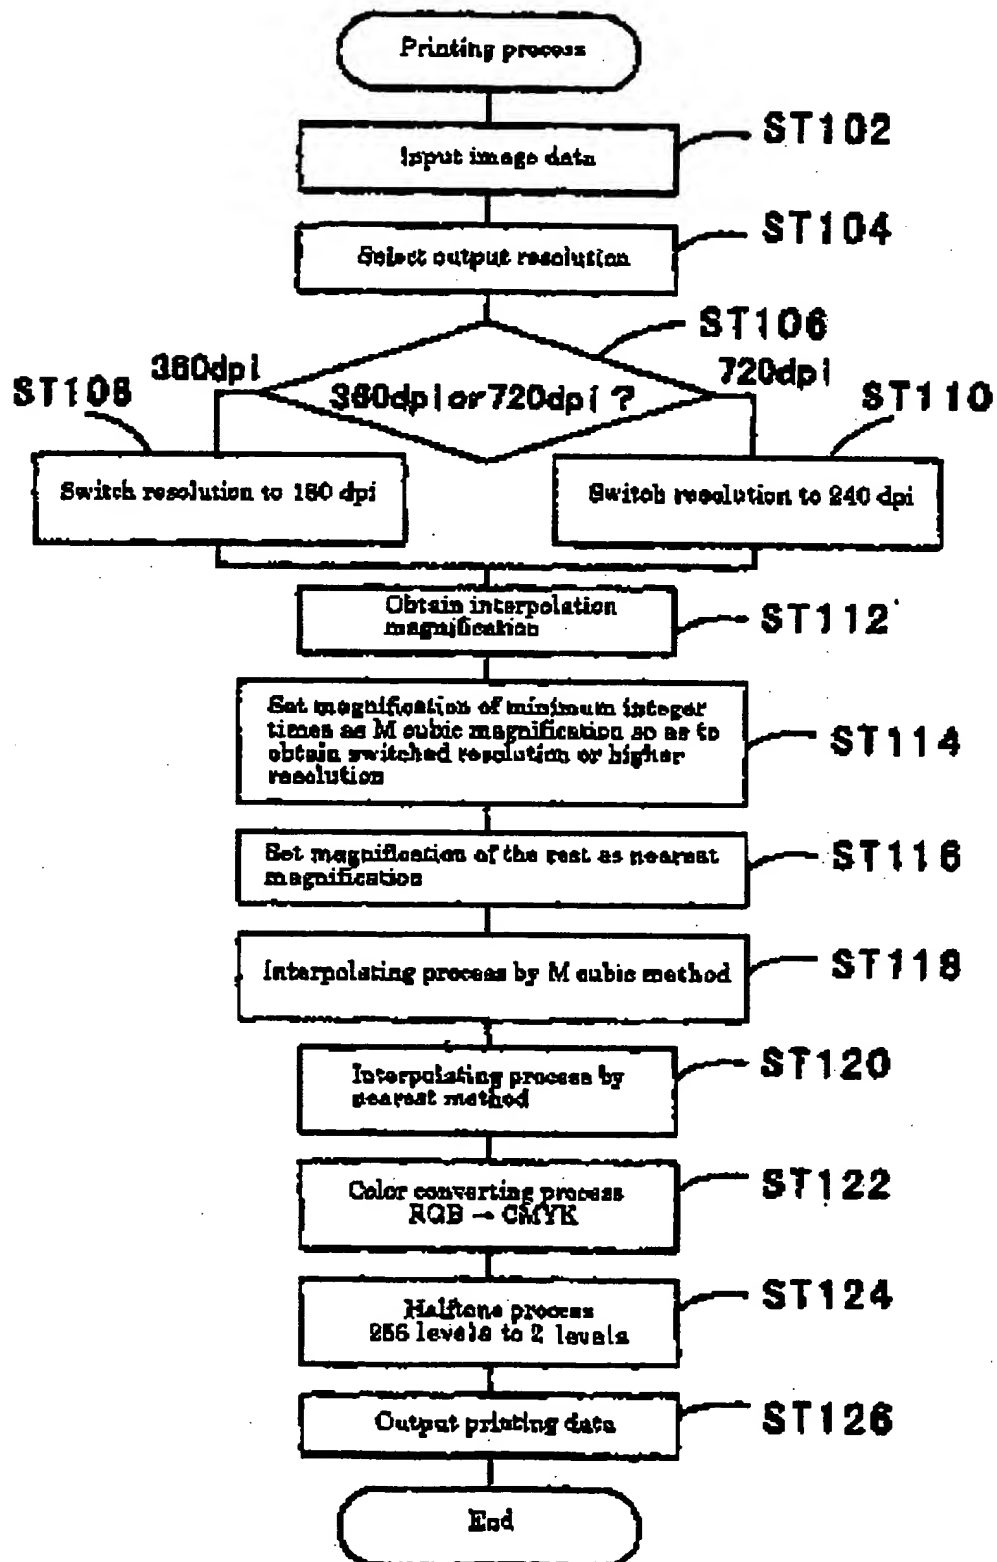 Printing process
ST102
Input image data
ST104
Select output resolution
ST106
360dpi
720dpi
ST108
360dpi or 720dpi ?
ST110
Switch resolution to 180 dpi
Switch resolution to 240 dpi
Obtain interpolation
magnification
ST112
Set magnification of minimum integer
times as M cubic magnification so as to
obtain switched resolution or higher
resolution
ST114
Set magnification of the rest as nearest
magnification
ST116
Interpolating process by M cubic method
ST118
Interpolating process by
nearest method
ST120
Color converting process
RGB → CMYK
ST122
Halftone process
256 levels to 2 levels
ST124
Output printing data
ST126
End